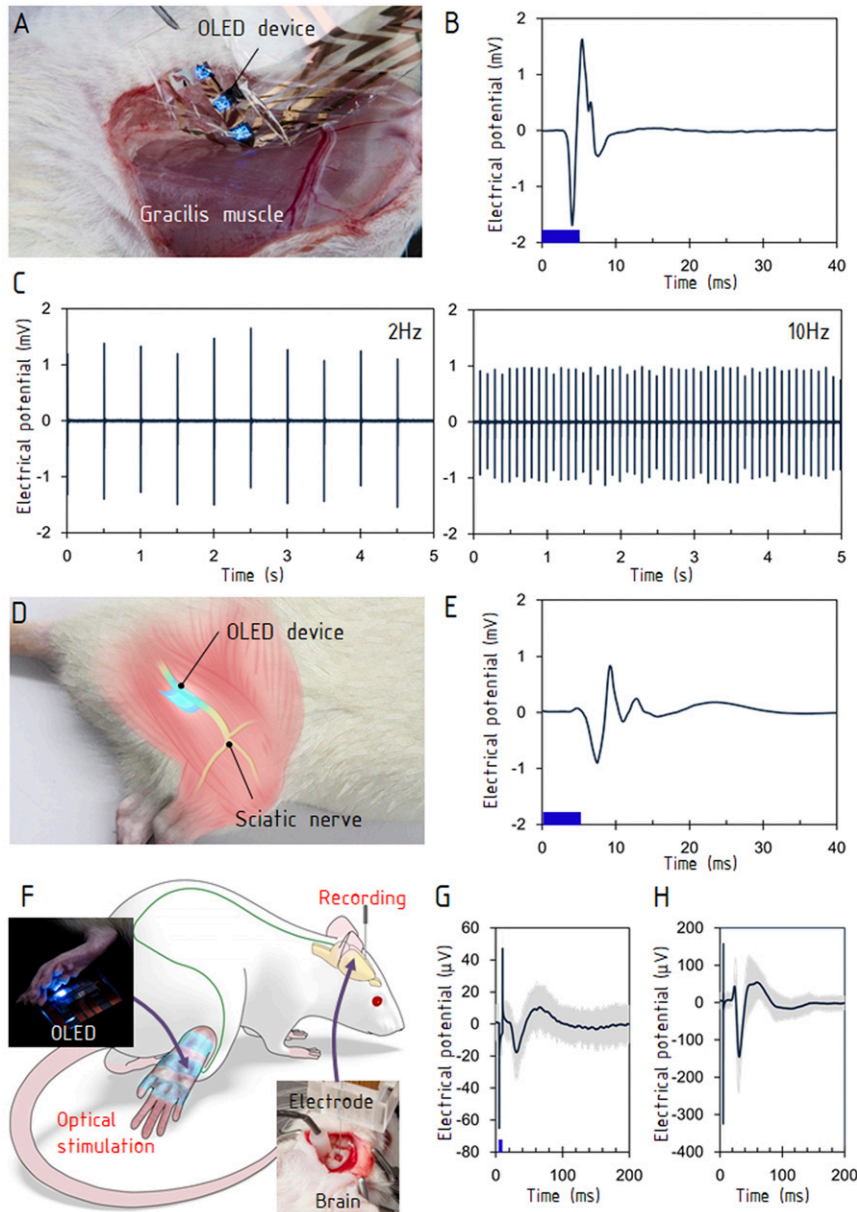 A
OLED device
Gracilis muscle
B
Electrical potential (mV)
2
1
0
-1
-2
0 10 20 30 40
Time (ms)
C
Electrical potential (mV)
2
1
0
-1
-2
2Hz
0 1 2 3 4 5
Time (s)
2
1
0
-1
-2
10Hz
0 1 2 3 4 5
Time (s)
D
OLED device
Sciatic nerve
E
Electrical potential (mV)
2
1
0
-1
-2
0 10 20 30 40
Time (ms)
F
OLED
Recording
Optical
stimulation
Electrode
Brain
G
Electrical potential (μV)
60
40
20
0
-20
-40
-60
-80
0 100 200
Time (ms)
H
Electrical potential (μV)
200
100
0
-100
-200
-300
-400
0 100 200
Time (ms)